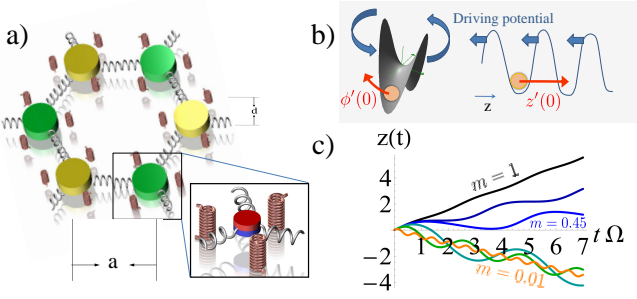 a)
d
a
b)
Driving potential
ϕ′(0)
z
z′(0)
c)
z(t)
4
2
−2
−4
1 2 3 4 5 6 7
t Ω
m = 1
m = 0.45
m = 0.01